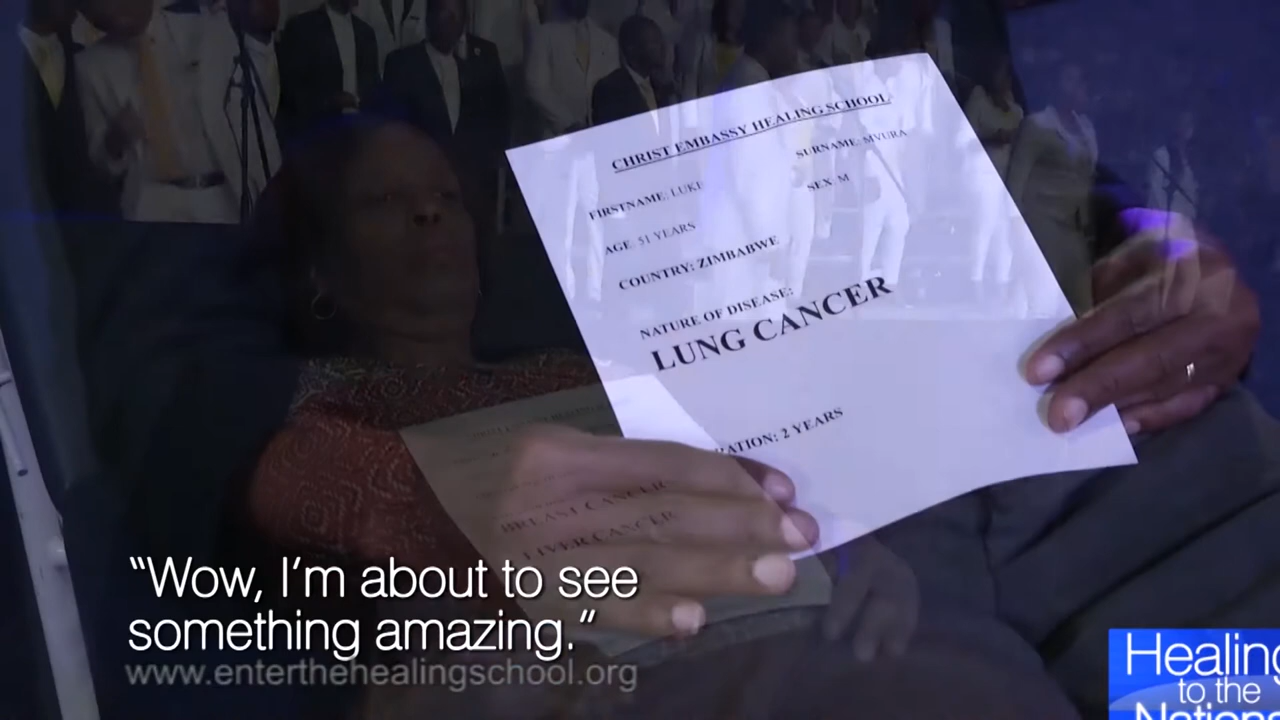 CHRIST EMBASSY HEALING SCHOOL
FIRSTNAME: LUKE
SURNAME: MVURA
SEX: M
AGE: 51 YEARS
COUNTRY: ZIMBABWE
NATURE OF DISEASE:
LUNG CANCER
RATION: 2 YEARS
BREAST CANCER
LIVER CANCER
“Wow, I’m about to see
something amazing.”
www.enterthehealingschool.org
Healing
to the
Nations